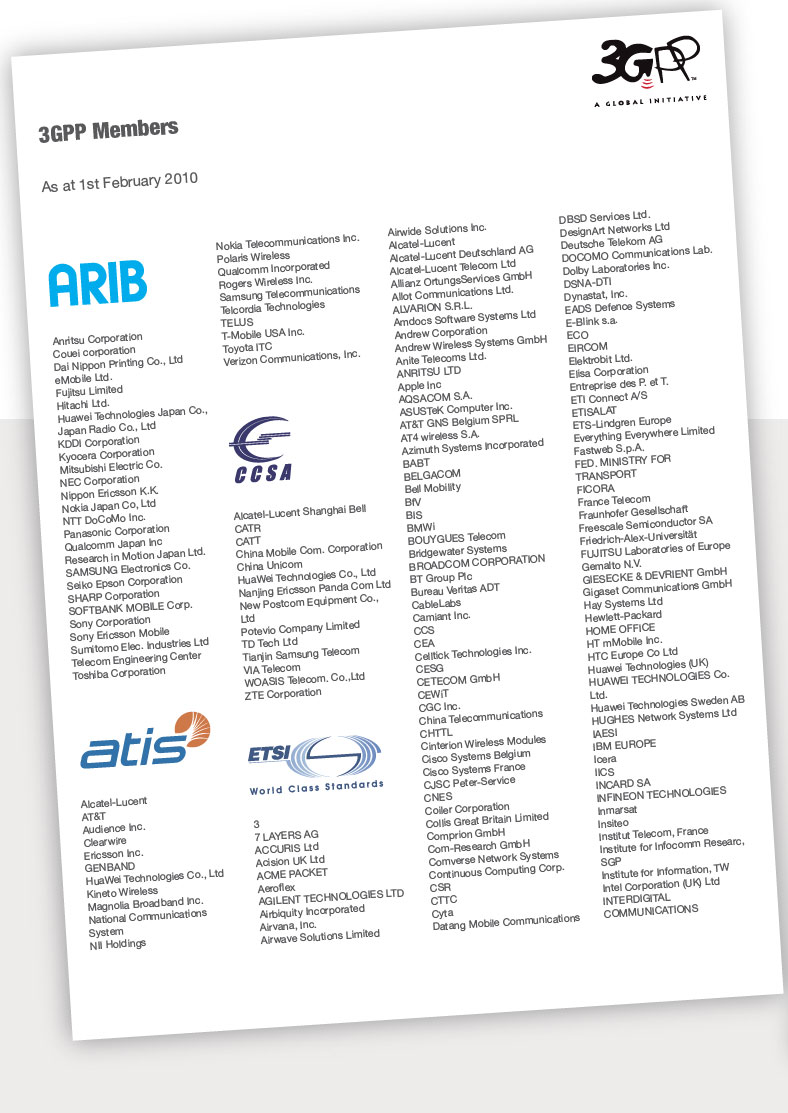 3GPP
A GLOBAL INITIATIVE
3GPP Members
As at 1st February 2010
ARIB
Anritsu Corporation
Couei corporation
Dai Nippon Printing Co., Ltd
eMobile Ltd.
Fujitsu Limited
Hitachi Ltd.
Huawei Technologies Japan Co.,
Japan Radio Co., Ltd
KDDI Corporation
Kyocera Corporation
Mitsubishi Electric Co.
NEC Corporation
Nippon Ericsson K.K.
Nokia Japan Co, Ltd
NTT DoCoMo Inc.
Panasonic Corporation
Qualcomm Japan Inc
Research in Motion Japan Ltd.
SAMSUNG Electronics Co.
Seiko Epson Corporation
SHARP Corporation
SOFTBANK MOBILE Corp.
Sony Corporation
Sony Ericsson Mobile
Sumitomo Elec. Industries Ltd
Telecom Engineering Center
Toshiba Corporation
atis
Alcatel-Lucent
AT&T
Audience Inc.
Clearwire
Ericsson Inc.
GENBAND
HuaWei Technologies Co., Ltd
Kineto Wireless
Magnolia Broadband Inc.
National Communications
System
NII Holdings
Nokia Telecommunications Inc.
Polaris Wireless
Qualcomm Incorporated
Rogers Wireless Inc.
Samsung Telecommunications
Telcordia Technologies
TELUS
T-Mobile USA Inc.
Toyota ITC
Verizon Communications, Inc.
CCSA
Alcatel-Lucent Shanghai Bell
CATR
CATT
China Mobile Com. Corporation
China Unicom
HuaWei Technologies Co., Ltd
Nanjing Ericsson Panda Com Ltd
New Postcom Equipment Co.,
Ltd
Potevio Company Limited
TD Tech Ltd
Tianjin Samsung Telecom
VIA Telecom
WOASIS Telecom. Co.,Ltd
ZTE Corporation
ETSI
World Class Standards
3
7 LAYERS AG
ACCURIS Ltd
Acision UK Ltd
ACME PACKET
Aeroflex
AGILENT TECHNOLOGIES LTD
Airbiquity Incorporated
Airvana, Inc.
Airwave Solutions Limited
Airwide Solutions Inc.
Alcatel-Lucent
Alcatel-Lucent Deutschland AG
Alcatel-Lucent Telecom Ltd
Allianz OrtungsServices GmbH
Allot Communications Ltd.
ALVARION S.R.L.
Amdocs Software Systems Ltd
Andrew Corporation
Andrew Wireless Systems GmbH
Anite Telecoms Ltd.
ANRITSU LTD
Apple Inc
AQSACOM S.A.
ASUSTeK Computer Inc.
AT&T GNS Belgium SPRL
AT4 wireless S.A.
Azimuth Systems Incorporated
BABT
BELGACOM
Bell Mobility
BfV
BIS
BMWi
BOUYGUES Telecom
Bridgewater Systems
BROADCOM CORPORATION
BT Group Plc
Bureau Veritas ADT
CableLabs
Camiant Inc.
CCS
CEA
Celltick Technologies Inc.
CESG
CETECOM GmbH
CEWiT
CGC Inc.
China Telecommunications
CHTTL
Cinterion Wireless Modules
Cisco Systems Belgium
Cisco Systems France
CJSC Peter-Service
CNES
Coiler Corporation
Collis Great Britain Limited
Comprion GmbH
Com-Research GmbH
Comverse Network Systems
Continuous Computing Corp.
CSR
CTTC
Cyta
Datang Mobile Communications
DBSD Services Ltd.
DesignArt Networks Ltd
Deutsche Telekom AG
DOCOMO Communications Lab.
Dolby Laboratories Inc.
DSNA-DTI
Dynastat, Inc.
EADS Defence Systems
E-Blink s.a.
ECO
EIRCOM
Elektrobit Ltd.
Elisa Corporation
Entreprise des P. et T.
ETI Connect A/S
ETISALAT
ETS-Lindgren Europe
Everything Everywhere Limited
Fastweb S.p.A.
FED. MINISTRY FOR
TRANSPORT
FICORA
France Telecom
Fraunhofer Gesellschaft
Freescale Semiconductor SA
Friedrich-Alex-Universität
FUJITSU Laboratories of Europe
Gemalto N.V.
GIESECKE & DEVRIENT GmbH
Gigaset Communications GmbH
Hay Systems Ltd
Hewlett-Packard
HOME OFFICE
HT mMobile Inc.
HTC Europe Co Ltd
Huawei Technologies (UK)
HUAWEI TECHNOLOGIES Co.
Ltd.
Huawei Technologies Sweden AB
HUGHES Network Systems Ltd
IAESI
IBM EUROPE
Icera
IICS
INCARD SA
INFINEON TECHNOLOGIES
Inmarsat
Insiteo
Institut Telecom, France
Institute for Infocomm Researc,
SGP
Institute for Information, TW
Intel Corporation (UK) Ltd
INTERDIGITAL
COMMUNICATIONS